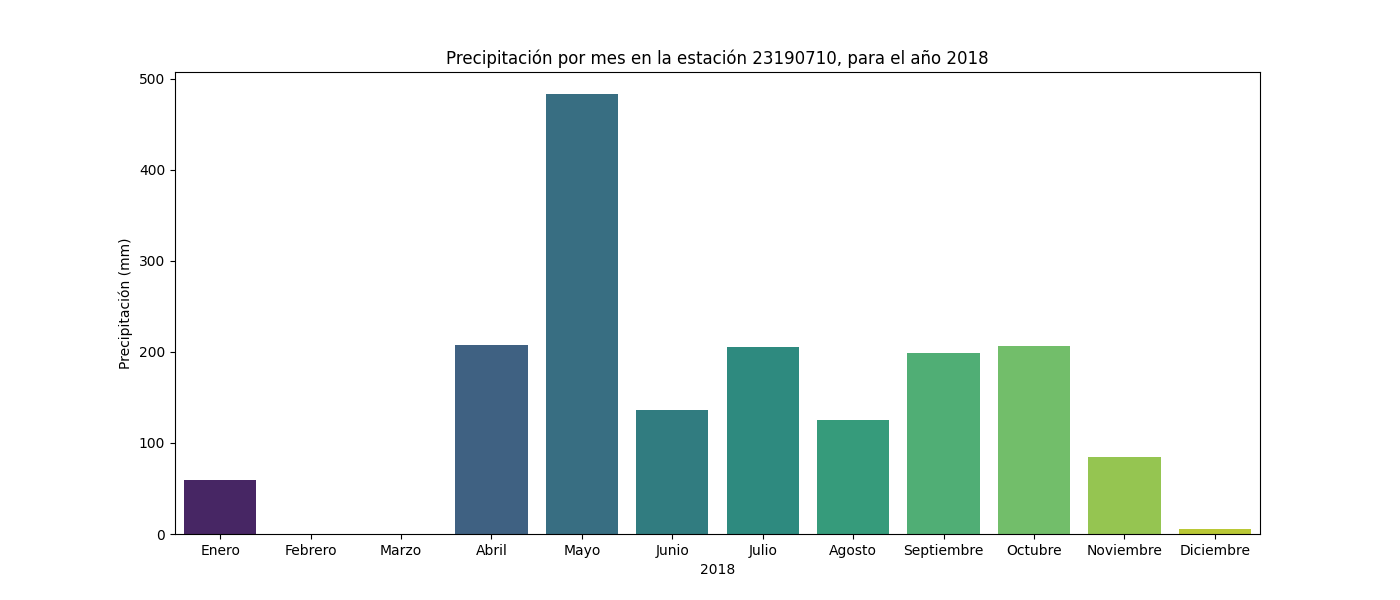 Precipitación por mes en la estación 23190710, para el año 2018
Precipitación (mm)
500
400
300
200
100
0
Enero Febrero Marzo Abril Mayo Junio Julio Agosto Septiembre Octubre Noviembre Diciembre
2018